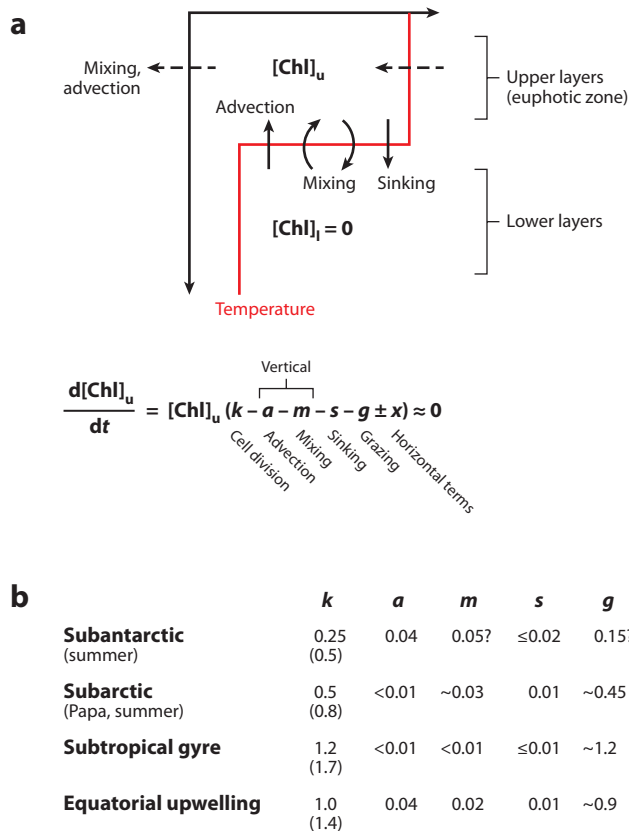 a
Mixing,
advection
[Chl]u
Upper layers
(euphotic zone)
Advection
Mixing
Sinking
[Chl]l = 0
Lower layers
Temperature
Vertical
d[Chl]u
dt
= [Chl]u (k – a – m – s – g ± x) ≈ 0
Cell division
Advection
Mixing
Sinking
Grazing
Horizontal terms
b
k a m s g
Subantarctic 0.25 0.04 0.05? ≤0.02 0.15?
(summer) (0.5)
Subarctic 0.5 <0.01 ~0.03 0.01 ~0.45
(Papa, summer) (0.8)
Subtropical gyre 1.2 <0.01 <0.01 ≤0.01 ~1.2
(1.7)
Equatorial upwelling 1.0 0.04 0.02 0.01 ~0.9
(1.4)